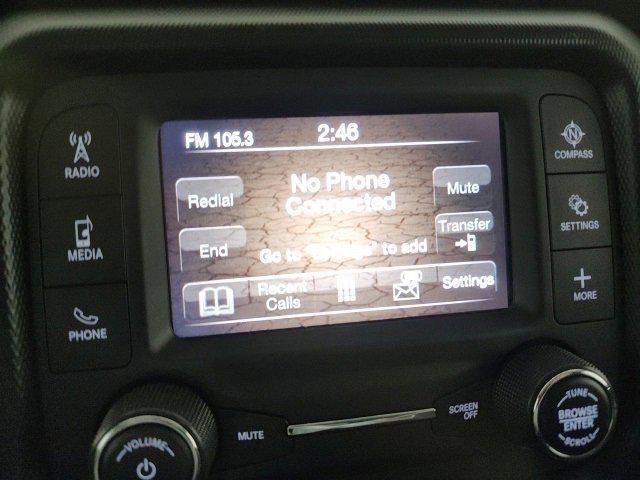 FM 105.3
2:46
RADIO
MEDIA
PHONE
Redial
No Phone
Connected
Mute
End
Go to "Settings" to add
Transfer
Recent
Calls
Settings
N
COMPASS
SETTINGS
MORE
VOLUME
MUTE
SCREEN
OFF
TUNE
BROWSE
ENTER
SCROLL